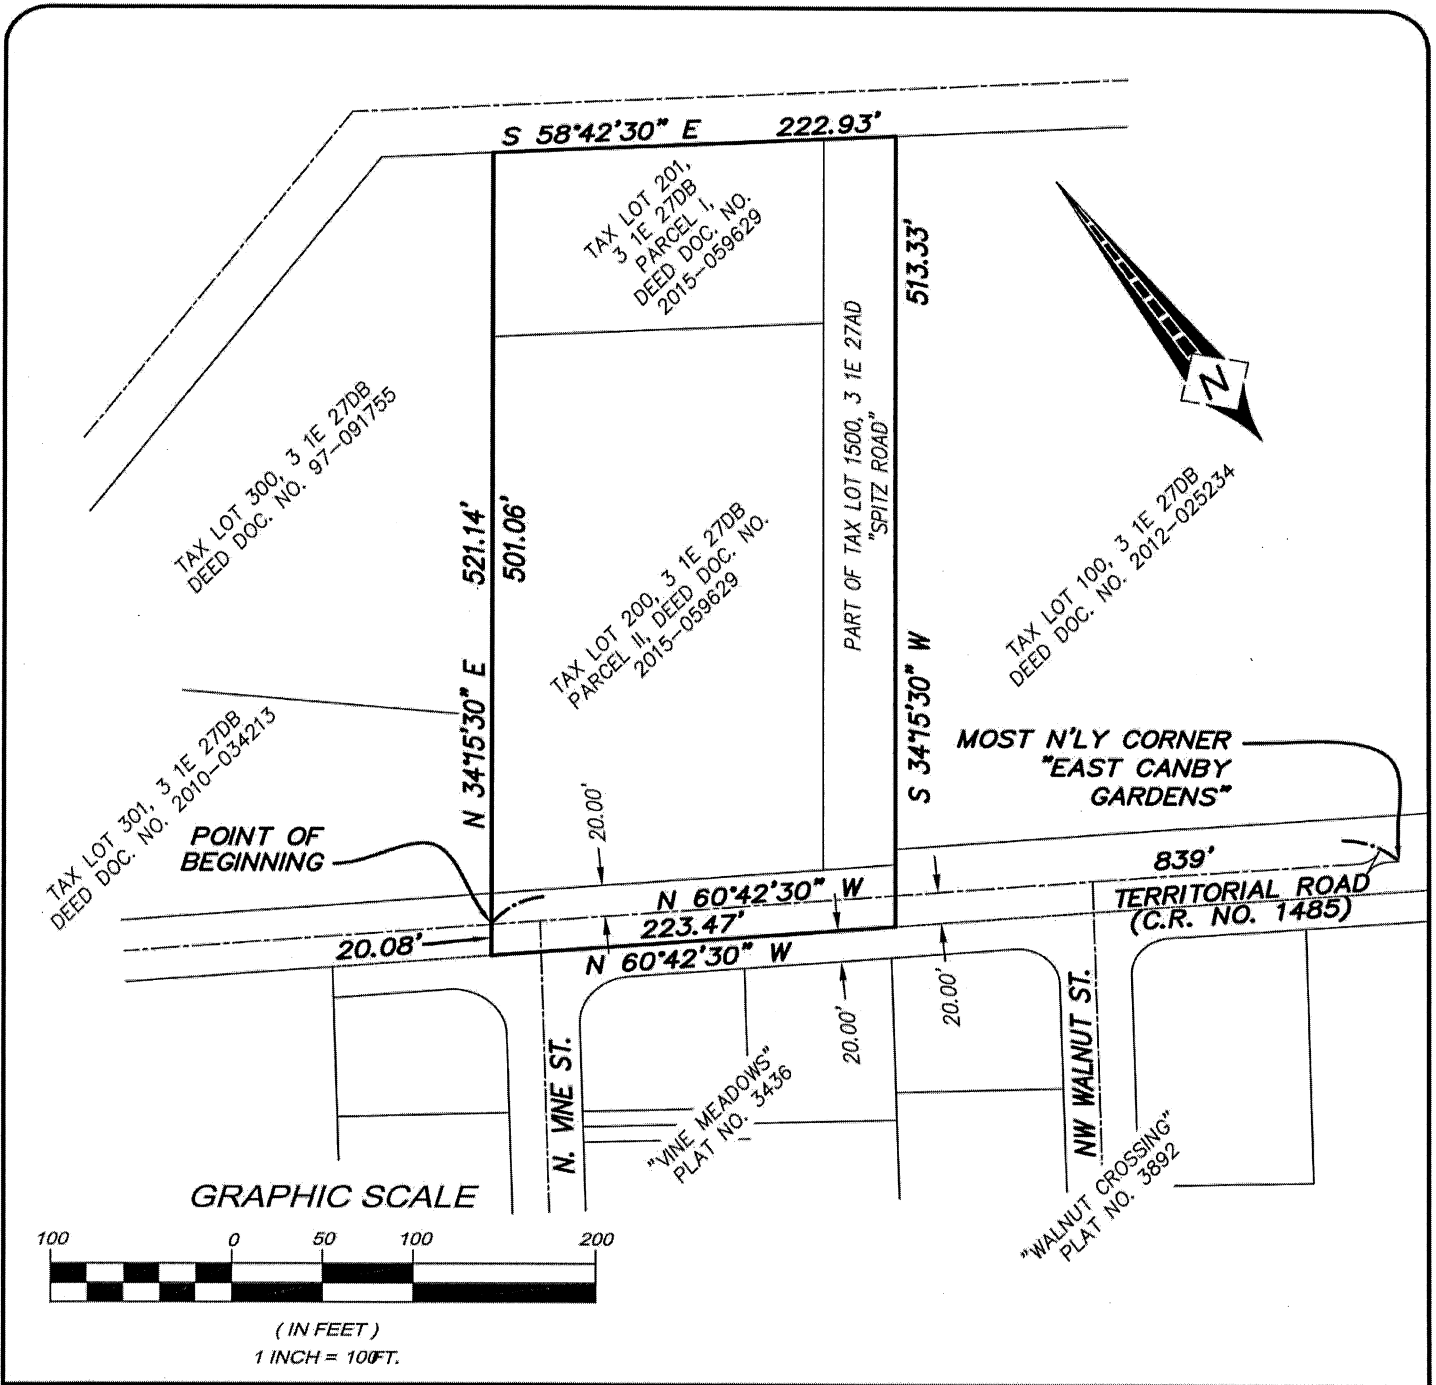 S 58°42'30" E 222.93'
TAX LOT 201,
3 1E 27DB
PARCEL I,
DEED DOC. NO.
2015-059629
513.33'
PART OF TAX LOT 1500, 3 1E 27AD
"SPITZ ROAD"
N
TAX LOT 300, 3 1E 27DB
DEED DOC. NO. 97-091755
521.14'
501.06'
N 34°15'30" E
TAX LOT 200, 3 1E 27DB
PARCEL II, DEED DOC. NO.
2015-059629
TAX LOT 100, 3 1E 27DB
DEED DOC. NO. 2012-025234
S 34°15'30" W
TAX LOT 301, 3 1E 27DB
DEED DOC. NO. 2010-034213
MOST N'LY CORNER
"EAST CANBY
GARDENS"
POINT OF
BEGINNING
20.00'
839'
N 60°42'30" W
TERRITORIAL ROAD
(C.R. NO. 1485)
223.47'
20.08'
N 60°42'30" W
20.00'
20.00'
N. VINE ST.
NW WALNUT ST.
"VINE MEADOWS"
PLAT NO. 3436
"WALNUT CROSSING"
PLAT NO. 3892
GRAPHIC SCALE
100 0 50 100 200
( IN FEET )
1 INCH = 100FT.